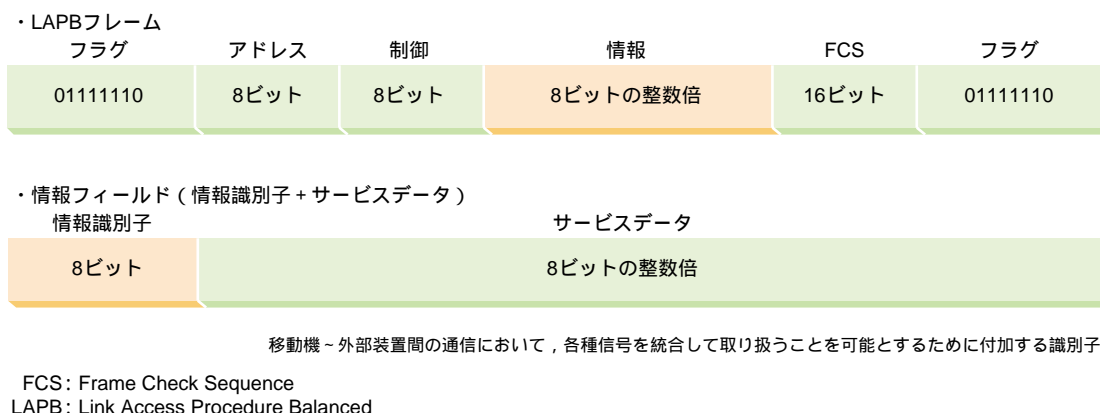 ・LAPBフレーム
フラグ アドレス 制御 情報 FCS フラグ
01111110 8ビット 8ビット 8ビットの整数倍 16ビット 01111110
・情報フィールド（情報識別子＋サービスデータ）
情報識別子 サービスデータ
8ビット 8ビットの整数倍
移動機～外部装置間の通信において，各種信号を統合して取り扱うことを可能とするために付加する識別子
FCS：Frame Check Sequence
LAPB：Link Access Procedure Balanced